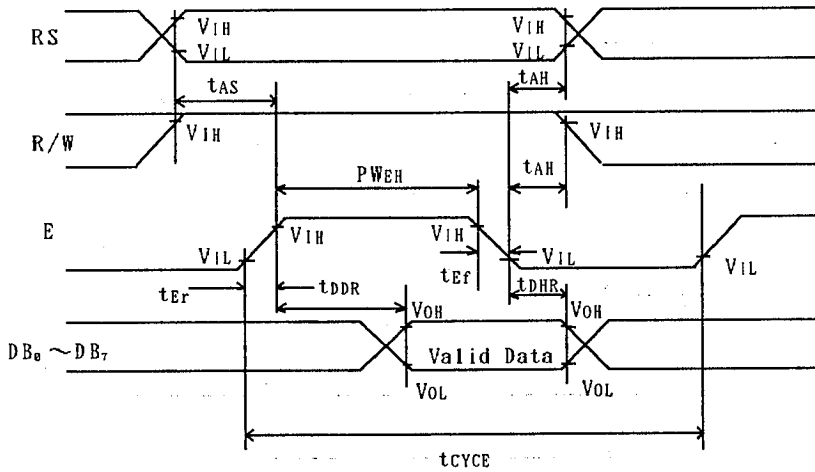 RS
VIH
VIL
VIH
VIL
tAS
tAH
R/W
VIH
VIH
PWEH
tAH
E
VIL
VIH
VIH
VIL
VIL
tEr
tDDR
tEf
tDHR
VOH
VOH
DB0 ~DB7
Valid Data
VOL
VOL
tCYCE